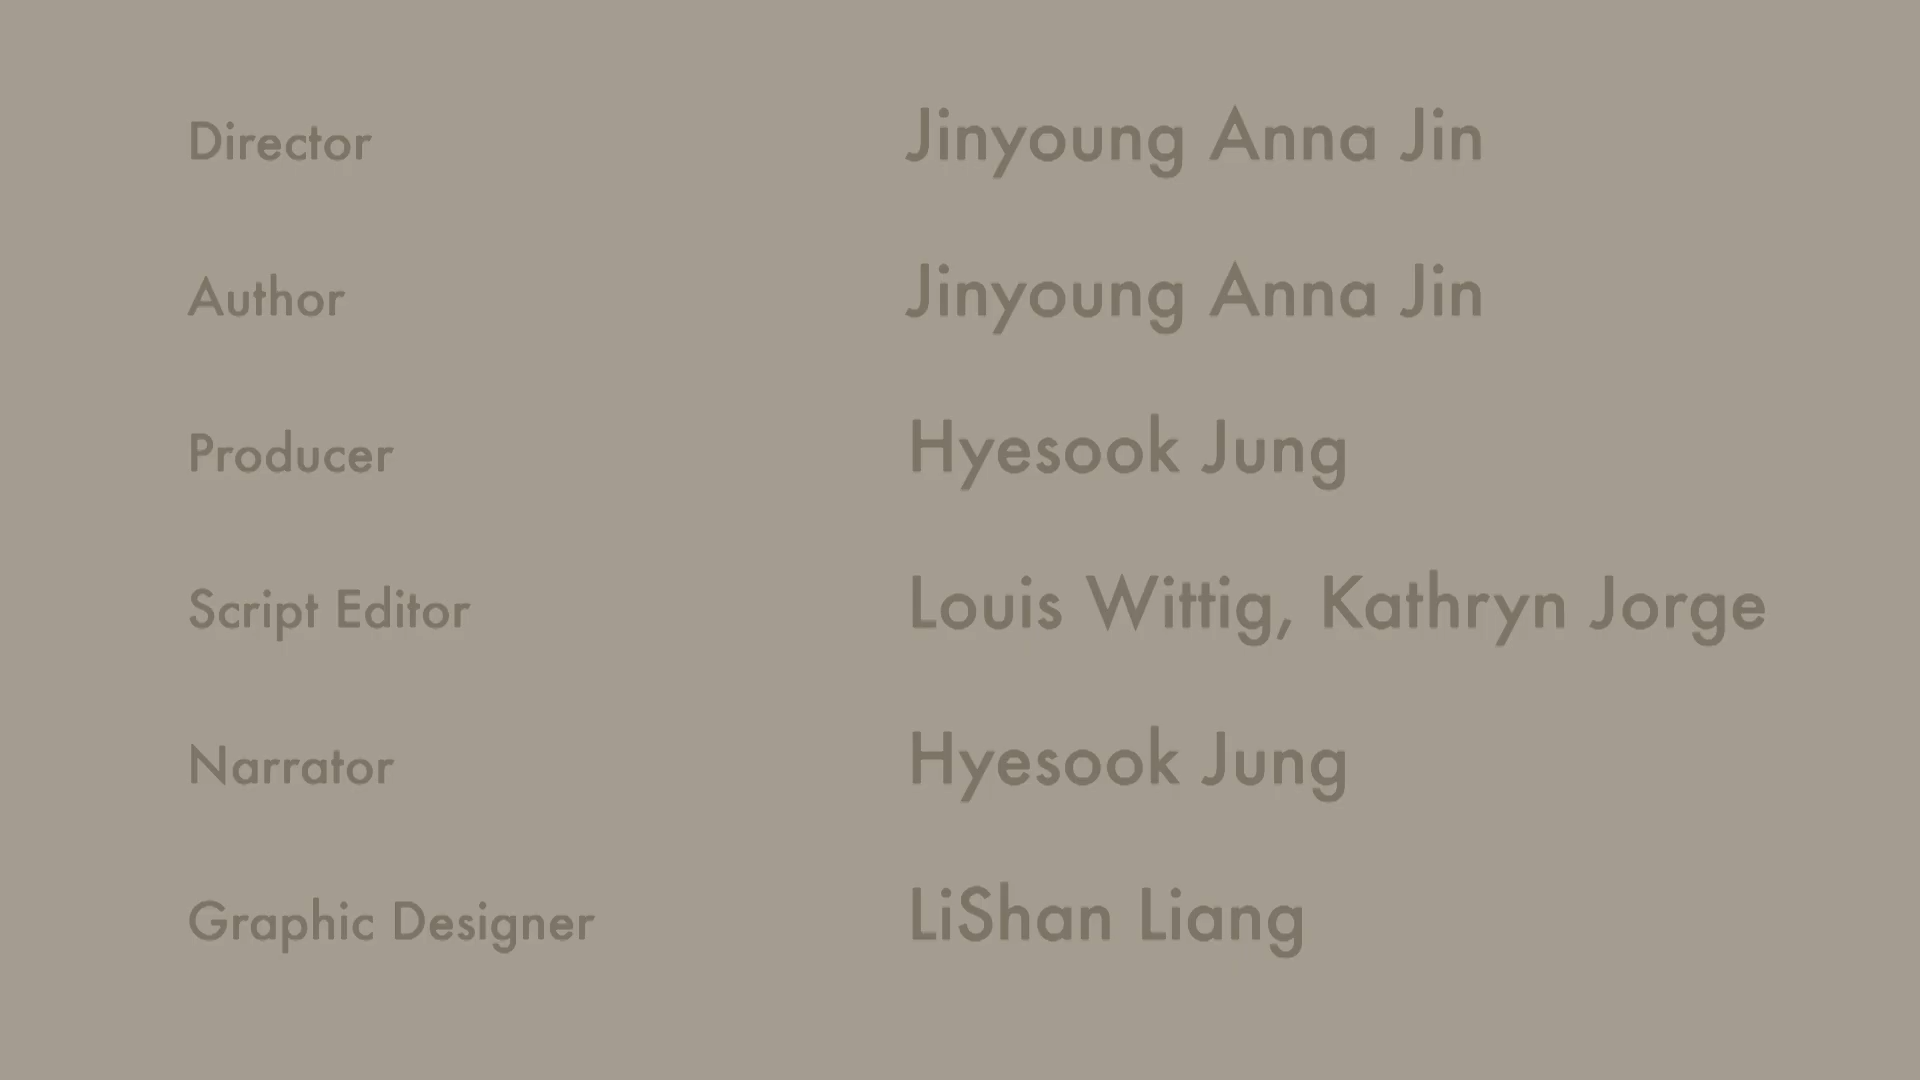 Director Jinyoung Anna Jin
Author Jinyoung Anna Jin
Producer Hyesook Jung
Script Editor Louis Wittig, Kathryn Jorge
Narrator Hyesook Jung
Graphic Designer LiShan Liang